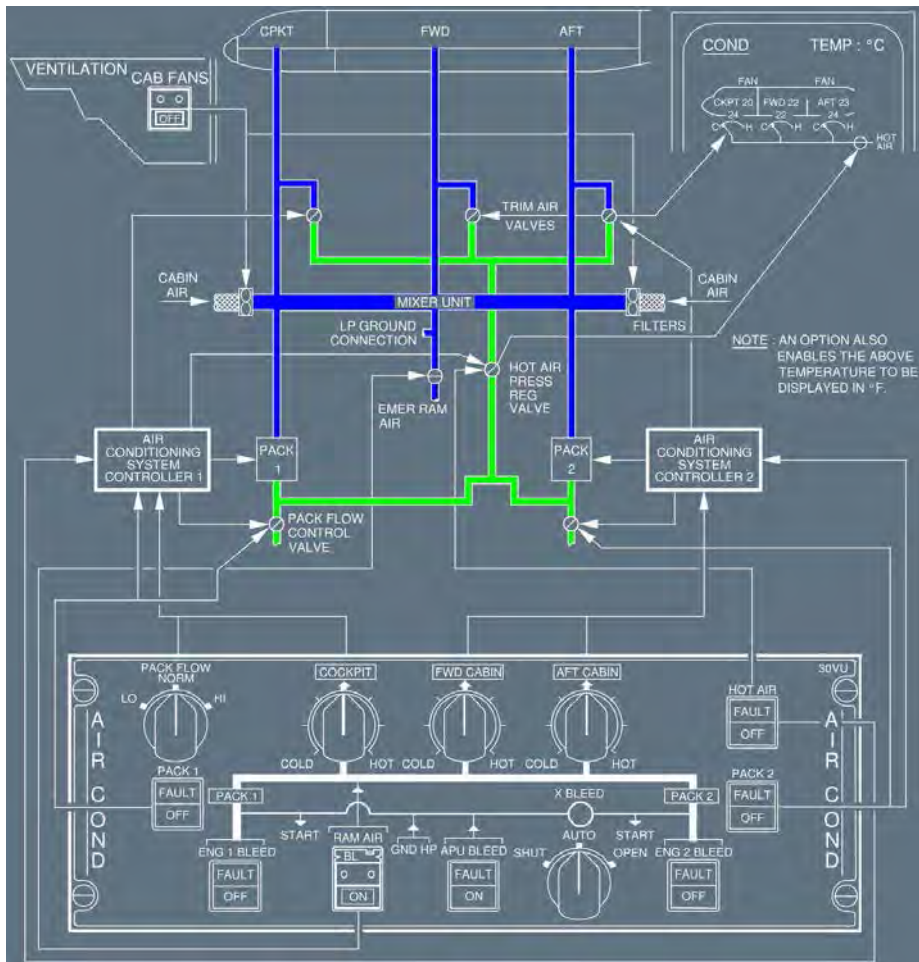 CPKT
FWD
AFT
COND
TEMP : °C
VENTILATION
CAB FANS
OFF
FAN
FAN
CKPT 20
FWD 22
AFT 23
24
22
24
C
H
C
H
C
H
HOT
AIR
TRIM AIR
VALVES
CABIN
AIR
MIXER UNIT
CABIN
AIR
FILTERS
LP GROUND
CONNECTION
NOTE : AN OPTION ALSO
ENABLES THE ABOVE
TEMPERATURE TO BE
DISPLAYED IN °F.
HOT AIR
PRESS
REG
VALVE
EMER RAM
AIR
AIR
CONDITIONING
SYSTEM
CONTROLLER 1
PACK
1
PACK
2
AIR
CONDITIONING
SYSTEM
CONTROLLER 2
PACK FLOW
CONTROL
VALVE
PACK FLOW
NORM
LO
HI
COCKPIT
FWD CABIN
AFT CABIN
30VU
HOT AIR
FAULT
OFF
AIR COND
AIR COND
COLD
HOT
COLD
HOT
COLD
HOT
PACK 1
FAULT
OFF
PACK 1
X BLEED
PACK 2
PACK 2
FAULT
OFF
START
RAM AIR
GND HP
APU BLEED
AUTO
START
ENG 1 BLEED
FAULT
OFF
BL
ON
FAULT
ON
SHUT
OPEN
ENG 2 BLEED
FAULT
OFF